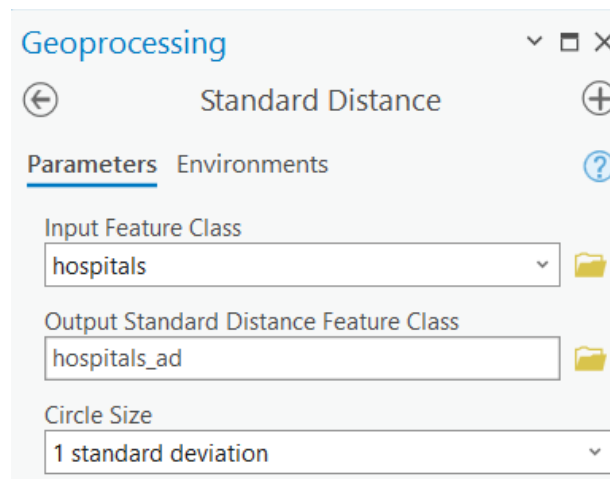 Geoprocessing
Standard Distance
Parameters Environments
Input Feature Class
hospitals
Output Standard Distance Feature Class
hospitals_ad
Circle Size
1 standard deviation